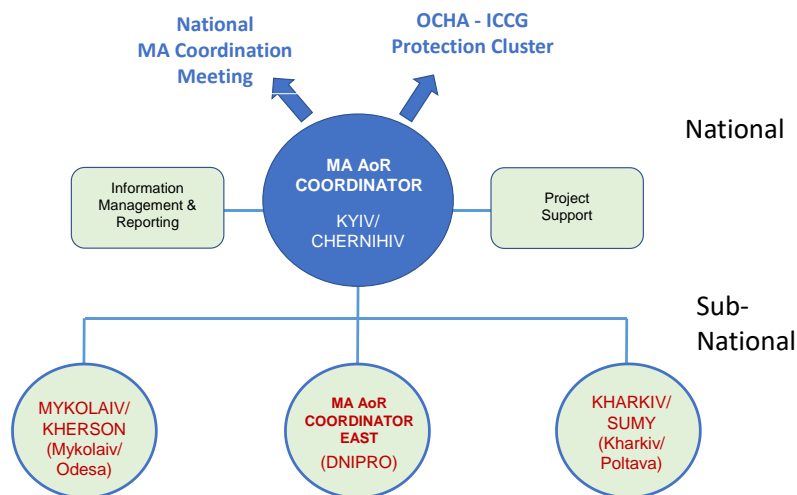 National
MA Coordination
Meeting
OCHA - ICCG
Protection Cluster
National
MA AoR
COORDINATOR
KYIV/
CHERNIHIV
Information
Management &
Reporting
Project
Support
Sub-
National
MYKOLAIV/
KHERSON
(Mykolaiv/
Odesa)
MA AoR
COORDINATOR
EAST
(DNIPRO)
KHARKIV/
SUMY
(Kharkiv/
Poltava)